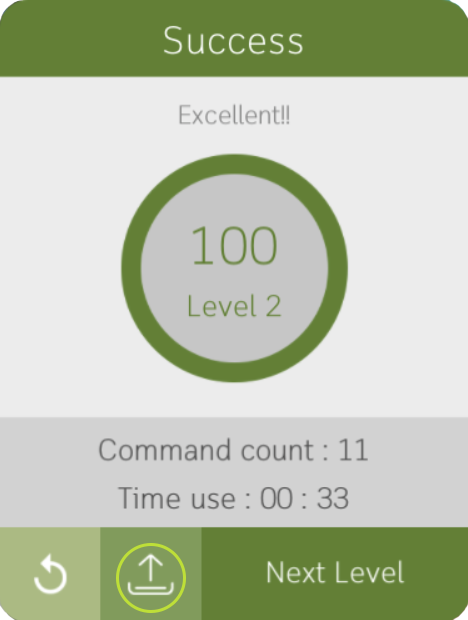 Success
Excellent!!
100
Level 2
Command count : 11
Time use : 00 : 33
Next Level